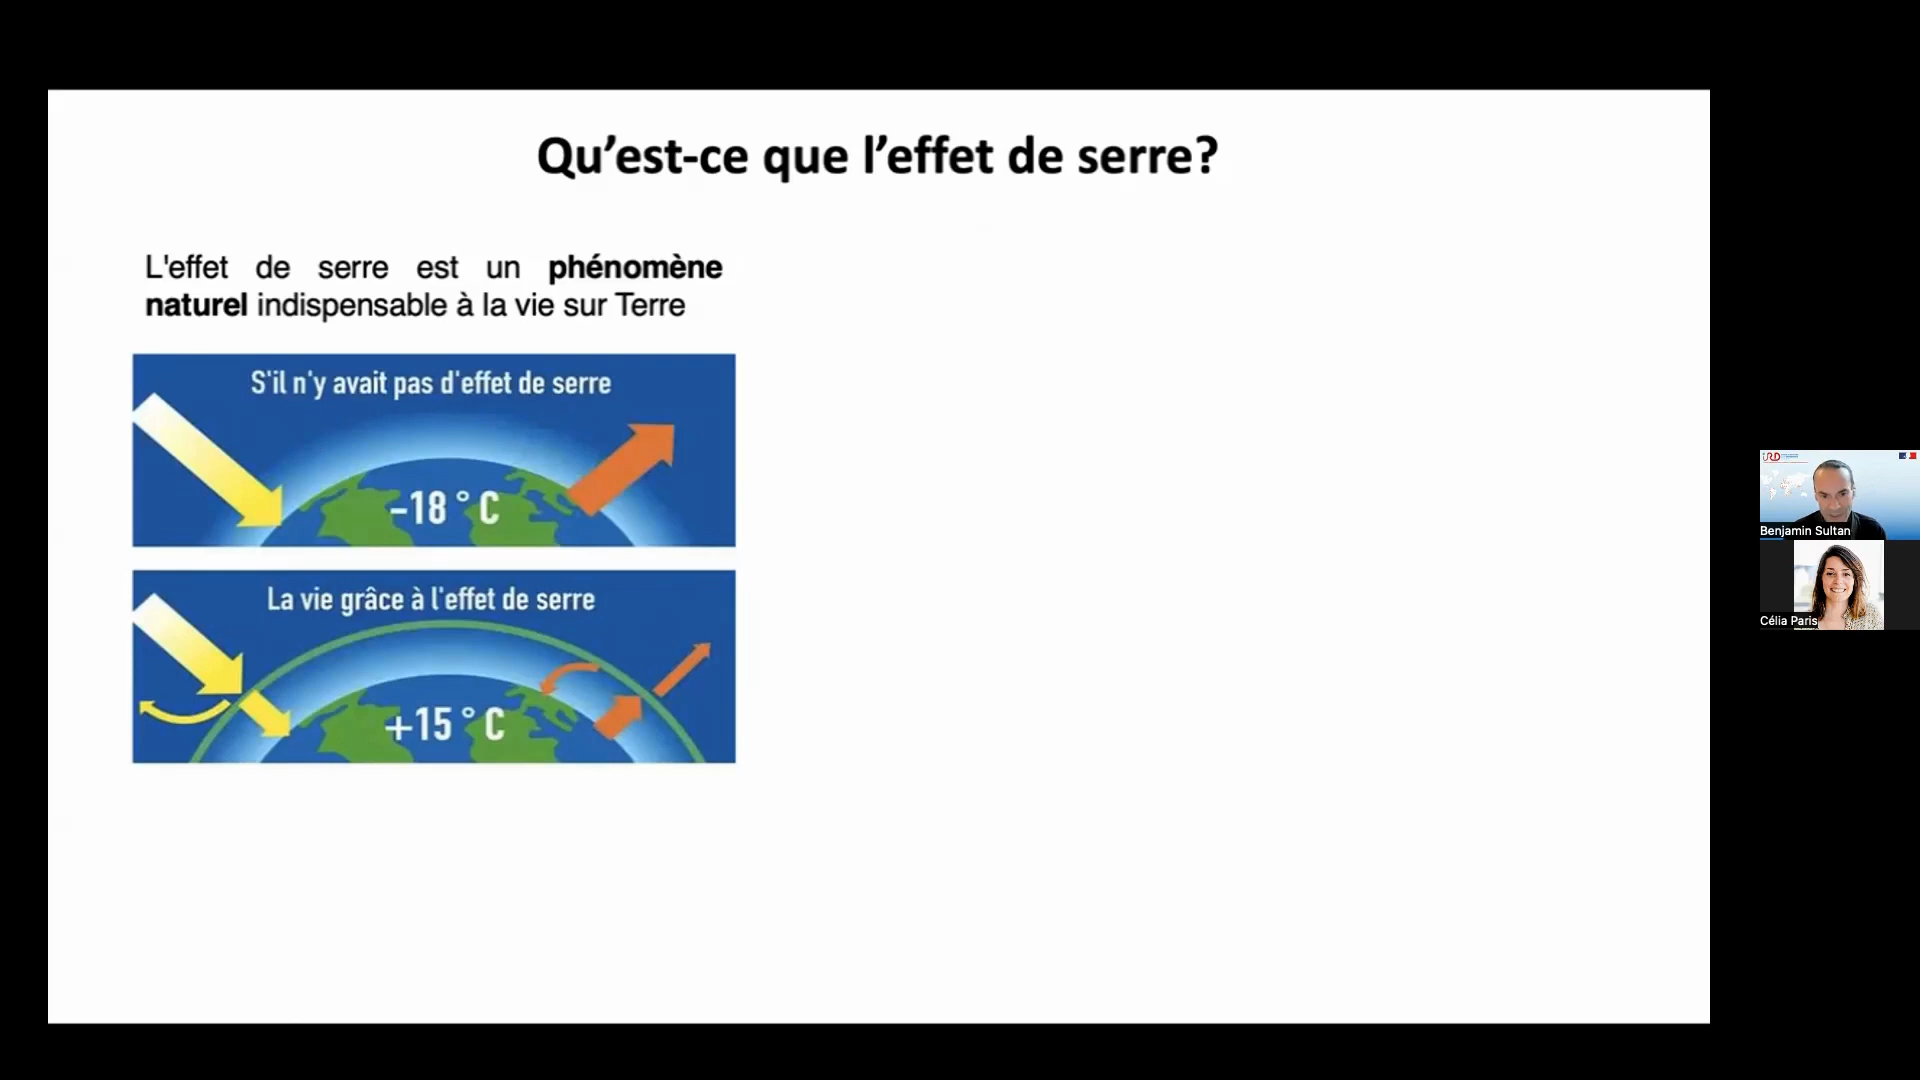 Qu’est-ce que l’effet de serre?
L'effet de serre est un phénomène
naturel indispensable à la vie sur Terre
S'il n'y avait pas d'effet de serre
-18°C
La vie grâce à l'effet de serre
+15°C
IRD
Benjamin Sultan
Célia Paris